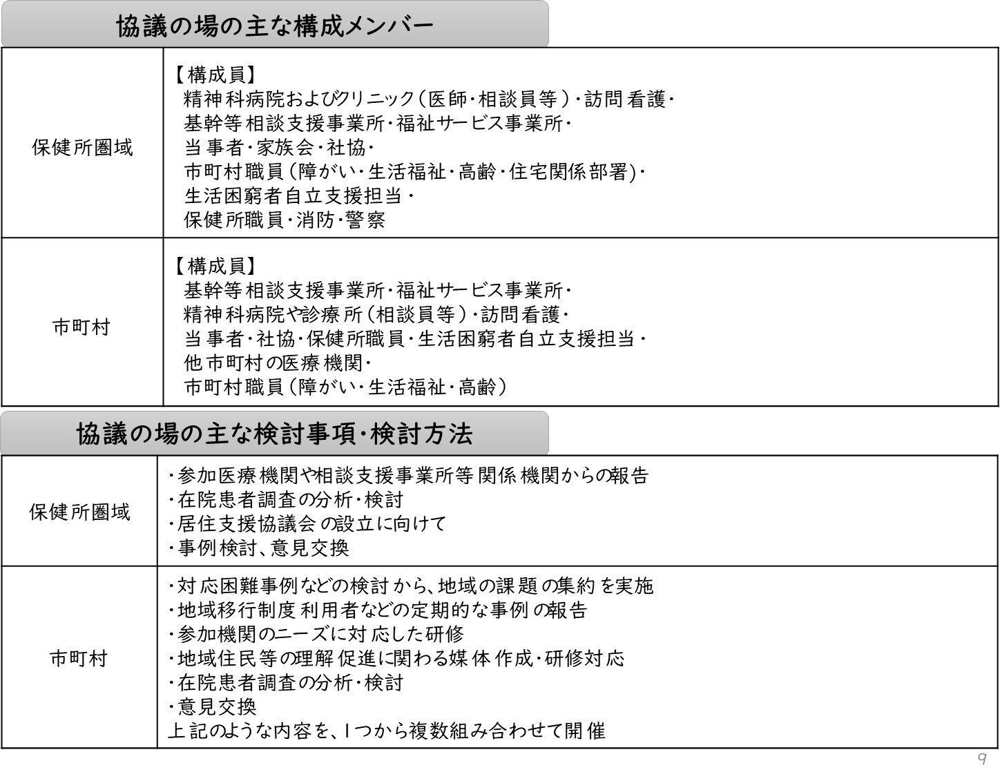 協議の場の主な構成メンバー
保健所圏域
【構成員】
精神科病院およびクリニック(医師・相談員等)・訪問看護・
基幹等相談支援事業所・福祉サービス事業所・
当事者・家族会・社協・
市町村職員(障がい・生活福祉・高齢・住宅関係部署)・
生活困窮者自立支援担当・
保健所職員・消防・警察
市町村
【構成員】
基幹等相談支援事業所・福祉サービス事業所・
精神科病院や診療所(相談員等)・訪問看護・
当事者・社協・保健所職員・生活困窮者自立支援担当・
他市町村の医療機関・
市町村職員(障がい・生活福祉・高齢)
協議の場の主な検討事項・検討方法
保健所圏域
・参加医療機関や相談支援事業所等関係機関からの報告
・在院患者調査の分析・検討
・居住支援協議会の設立に向けて
・事例検討、意見交換
市町村
・対応困難事例などの検討から、地域の課題の集約を実施
・地域移行制度利用者などの定期的な事例の報告
・参加機関のニーズに対応した研修
・地域住民等の理解促進に関わる媒体作成・研修対応
・在院患者調査の分析・検討
・意見交換
上記のような内容を、1つから複数組み合わせて開催
9